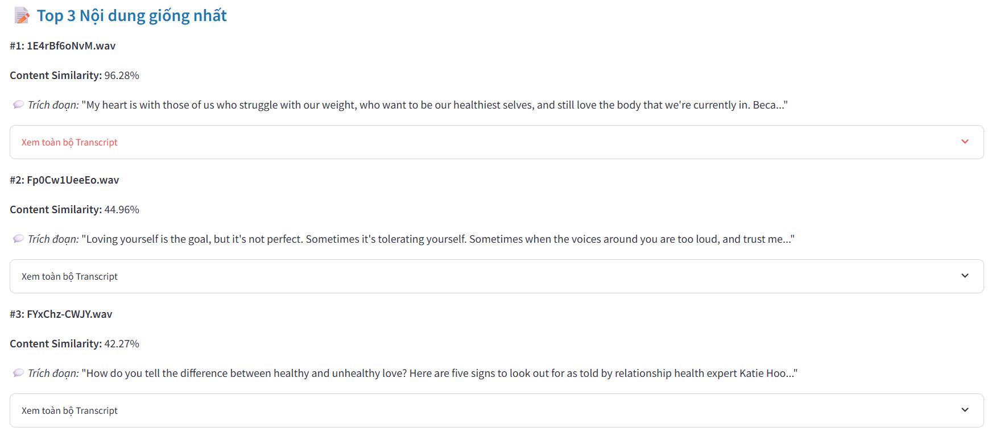 Top 3 Nội dung giống nhất
#1: 1E4rBf6oNvM.wav
Content Similarity: 96.28%
Trích đoạn: "My heart is with those of us who struggle with our weight, who want to be our healthiest selves, and still love the body that we're currently in. Beca..."
Xem toàn bộ Transcript
#2: Fp0Cw1UeeEo.wav
Content Similarity: 44.96%
Trích đoạn: "Loving yourself is the goal, but it's not perfect. Sometimes it's tolerating yourself. Sometimes when the voices around you are too loud, and trust me..."
Xem toàn bộ Transcript
#3: FYxChz-CWJY.wav
Content Similarity: 42.27%
Trích đoạn: "How do you tell the difference between healthy and unhealthy love? Here are five signs to look out for as told by relationship health expert Katie Hoo..."
Xem toàn bộ Transcript